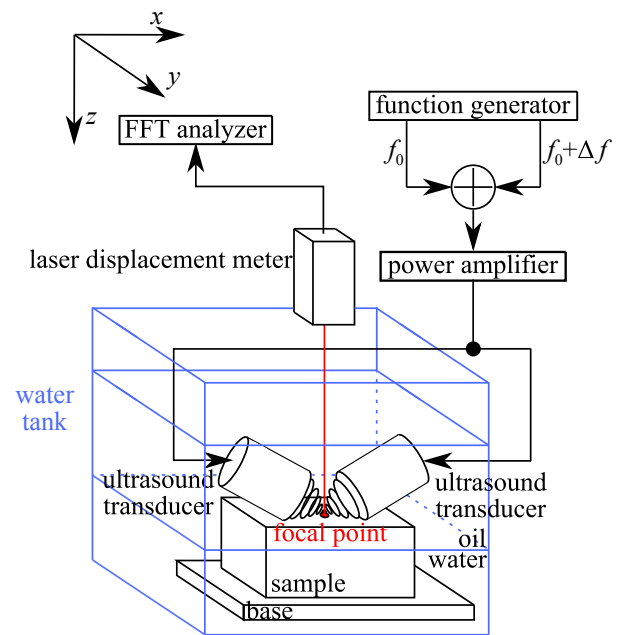 x
y
z
function generator
FFT analyzer
f₀
f₀+Δf
laser displacement meter
power amplifier
water
tank
ultrasound
transducer
ultrasound
transducer
focal point
oil
water
sample
base